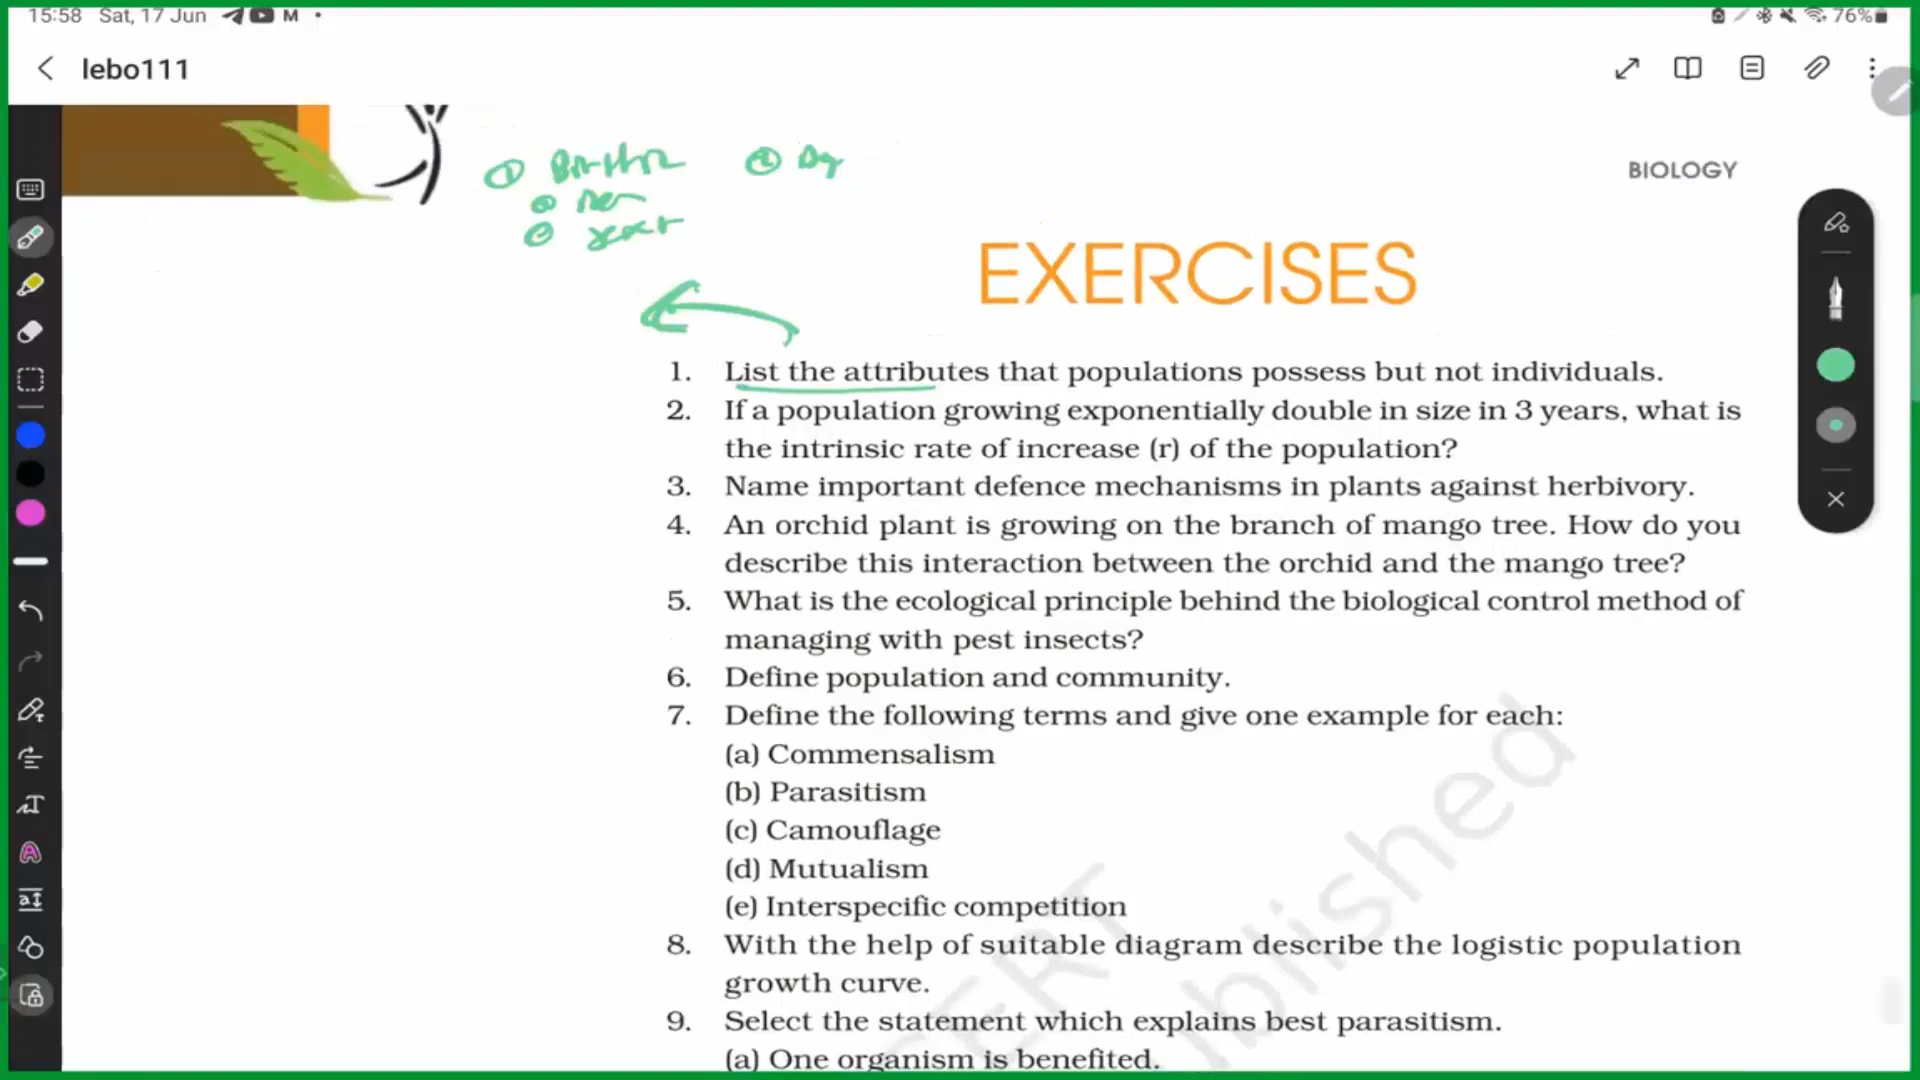 15:58 Sat, 17 Jun M
76%
lebo111
BIOLOGY
EXERCISES
1. List the attributes that populations possess but not individuals.
2. If a population growing exponentially double in size in 3 years, what is
the intrinsic rate of increase (r) of the population?
3. Name important defence mechanisms in plants against herbivory.
4. An orchid plant is growing on the branch of mango tree. How do you
describe this interaction between the orchid and the mango tree?
5. What is the ecological principle behind the biological control method of
managing with pest insects?
6. Define population and community.
7. Define the following terms and give one example for each:
(a) Commensalism
(b) Parasitism
(c) Camouflage
(d) Mutualism
(e) Interspecific competition
8. With the help of suitable diagram describe the logistic population
growth curve.
9. Select the statement which explains best parasitism.
(a) One organism is benefited.